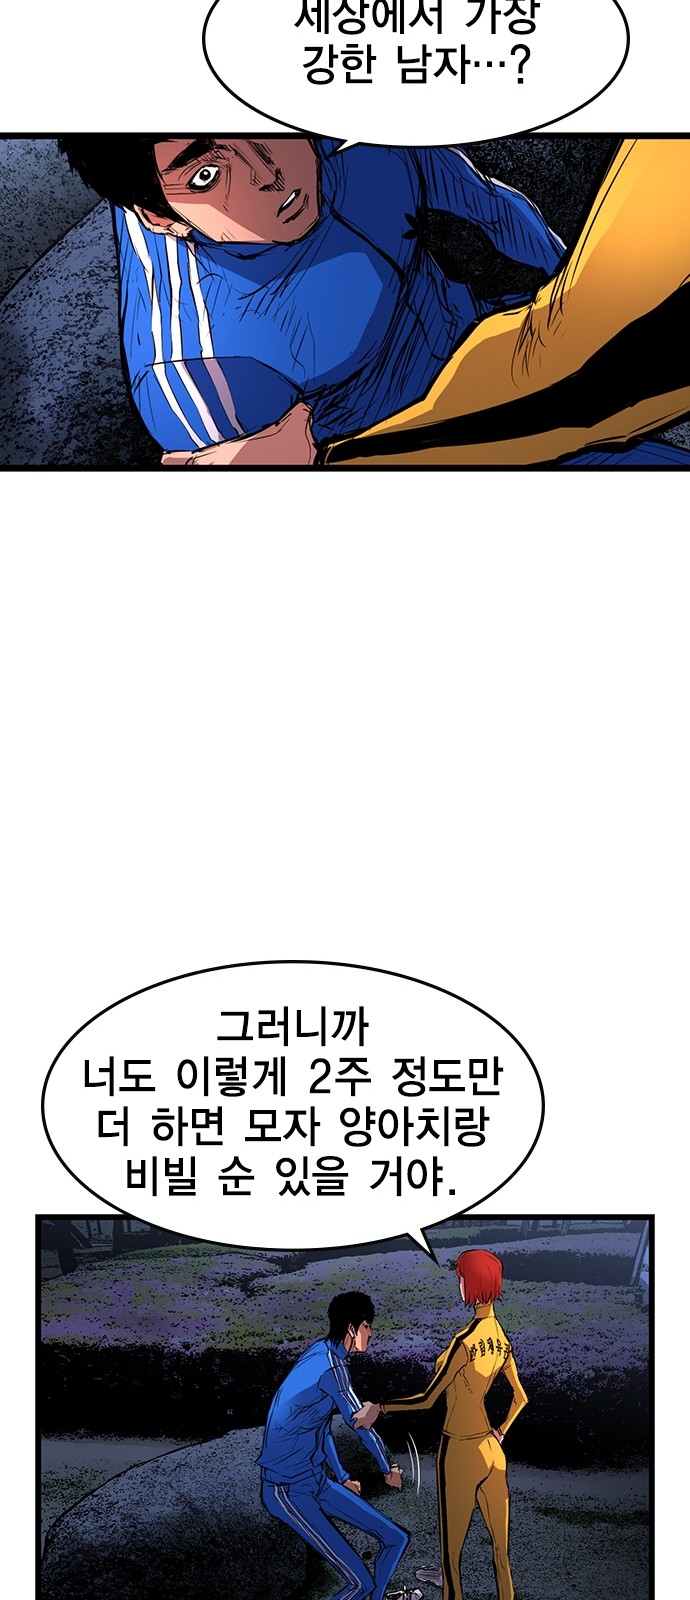 세상에서 가장
강한 남자…?
그러니까
너도 이렇게 2주 정도만
더 하면 모자 양아치랑
비빌 순 있을 거야.